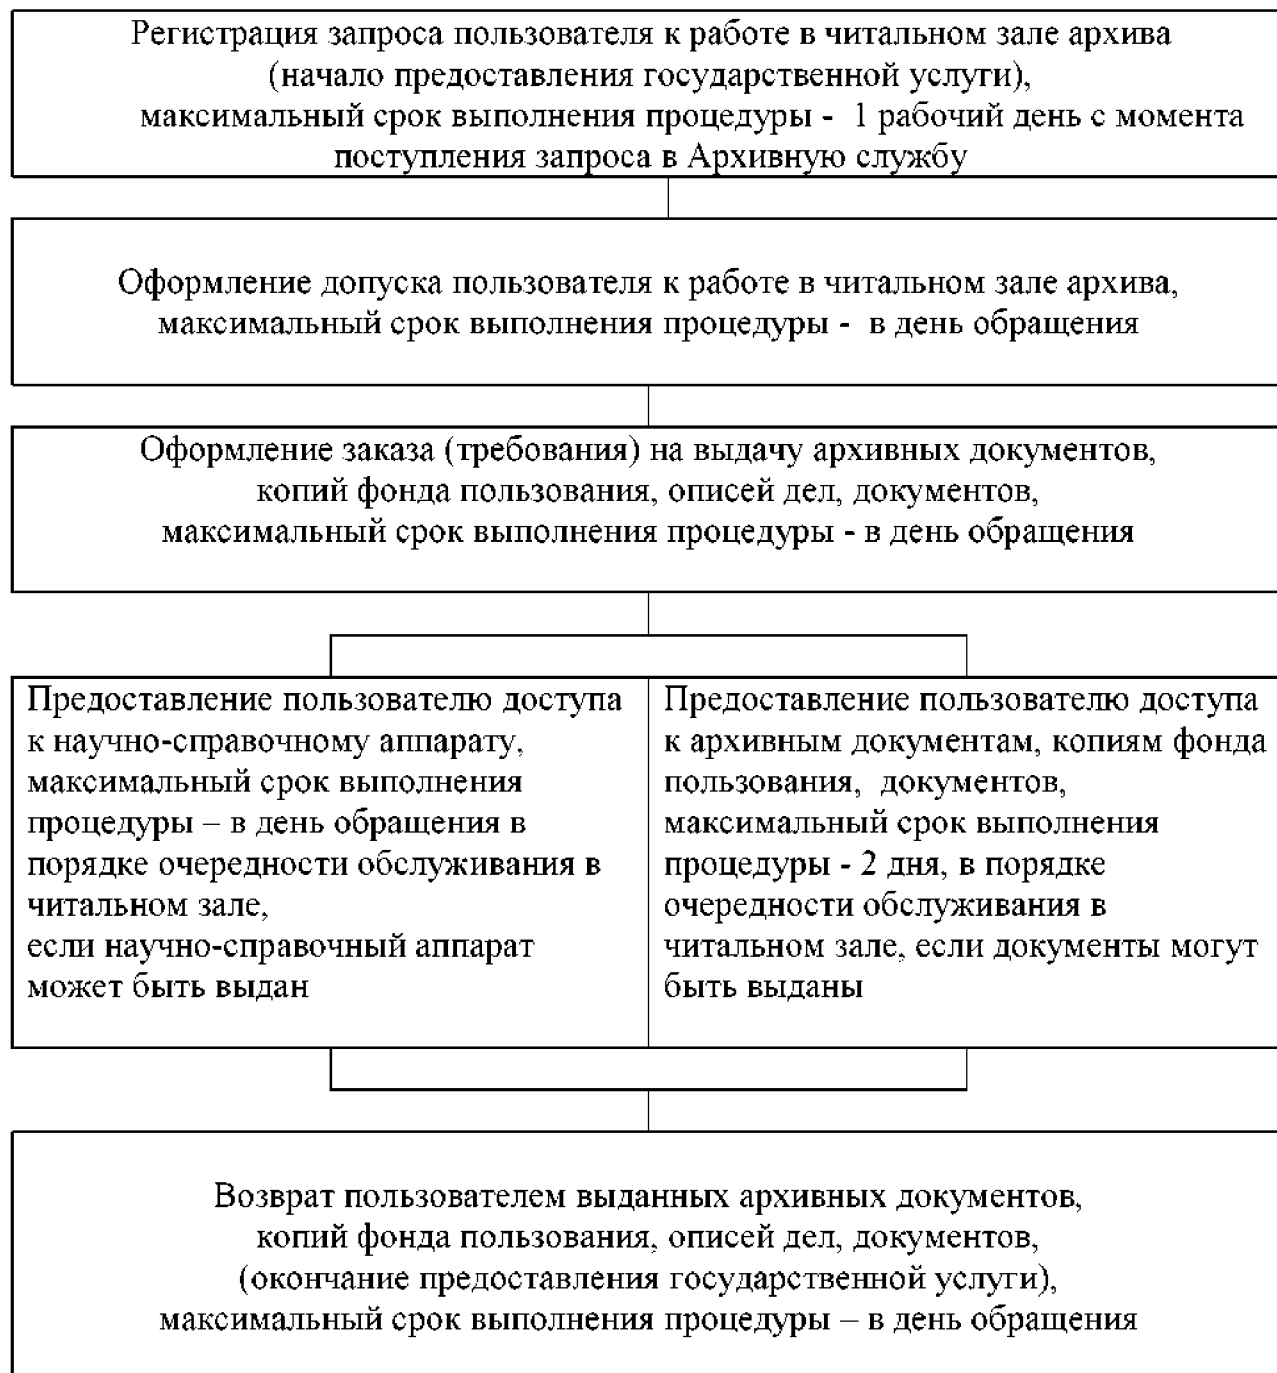 Регистрация запроса пользователя к работе в читальном зале архива
(начало предоставления государственной услуги),
максимальный срок выполнения процедуры - 1 рабочий день с момента
поступления запроса в Архивную службу
Оформление допуска пользователя к работе в читальном зале архива,
максимальный срок выполнения процедуры - в день обращения
Оформление заказа (требования) на выдачу архивных документов,
копий фонда пользования, описей дел, документов,
максимальный срок выполнения процедуры - в день обращения
Предоставление пользователю доступа
к научно-справочному аппарату,
максимальный срок выполнения
процедуры – в день обращения в
порядке очередности обслуживания в
читальном зале,
если научно-справочный аппарат
может быть выдан
Предоставление пользователю доступа
к архивным документам, копиям фонда
пользования, документов,
максимальный срок выполнения
процедуры - 2 дня, в порядке
очередности обслуживания в
читальном зале, если документы могут
быть выданы
Возврат пользователем выданных архивных документов,
копий фонда пользования, описей дел, документов,
(окончание предоставления государственной услуги),
максимальный срок выполнения процедуры – в день обращения